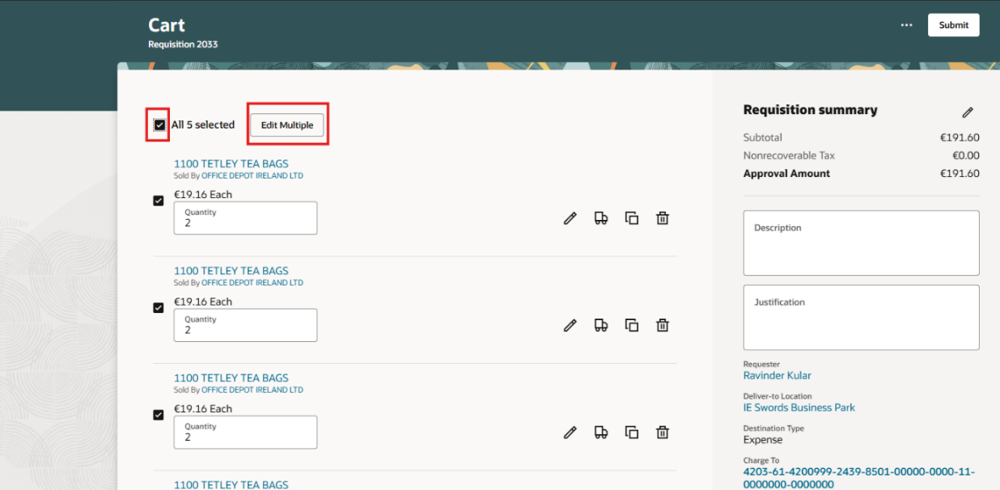 Cart
Requisition 2033
...
Submit
All 5 selected
Edit Multiple
1100 TETLEY TEA BAGS
Sold By OFFICE DEPOT IRELAND LTD
€19.16 Each
Quantity
2
1100 TETLEY TEA BAGS
Sold By OFFICE DEPOT IRELAND LTD
€19.16 Each
Quantity
2
1100 TETLEY TEA BAGS
Sold By OFFICE DEPOT IRELAND LTD
€19.16 Each
Quantity
2
1100 TETLEY TEA BAGS
Requisition summary
Subtotal €191.60
Nonrecoverable Tax €0.00
Approval Amount €191.60
Description
Justification
Requester
Ravinder Kular
Deliver-to Location
IE Swords Business Park
Destination Type
Expense
Charge To
4203-61-4200999-2439-8501-00000-0000-11-
0000000-0000000